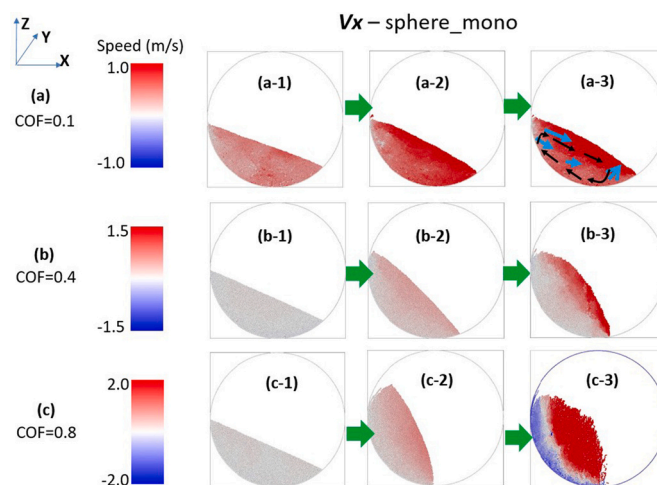 Vx – sphere_mono
Z
Y
X
Speed (m/s)
(a)
COF=0.1
1.0
-1.0
(a-1)
(a-2)
(a-3)
(b)
COF=0.4
1.5
-1.5
(b-1)
(b-2)
(b-3)
(c)
COF=0.8
2.0
-2.0
(c-1)
(c-2)
(c-3)